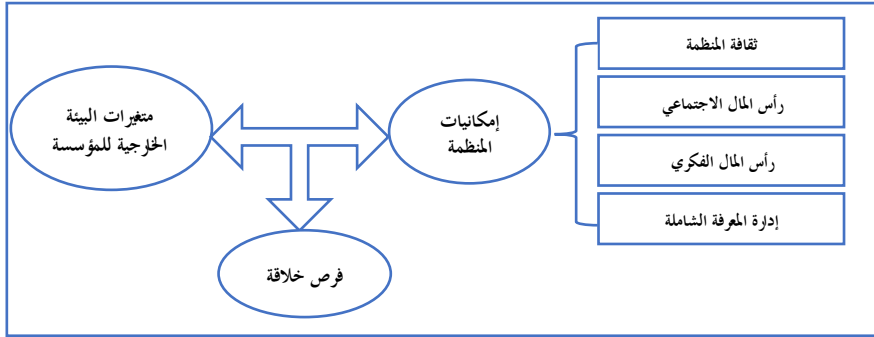 ثقافة المنظمة
رأس المال الاجتماعي
رأس المال الفكري
إدارة المعرفة الشاملة
إمكانيات
المنظمة
متغيرات البيئة
الخارجية للمؤسسة
فرص خلاقة